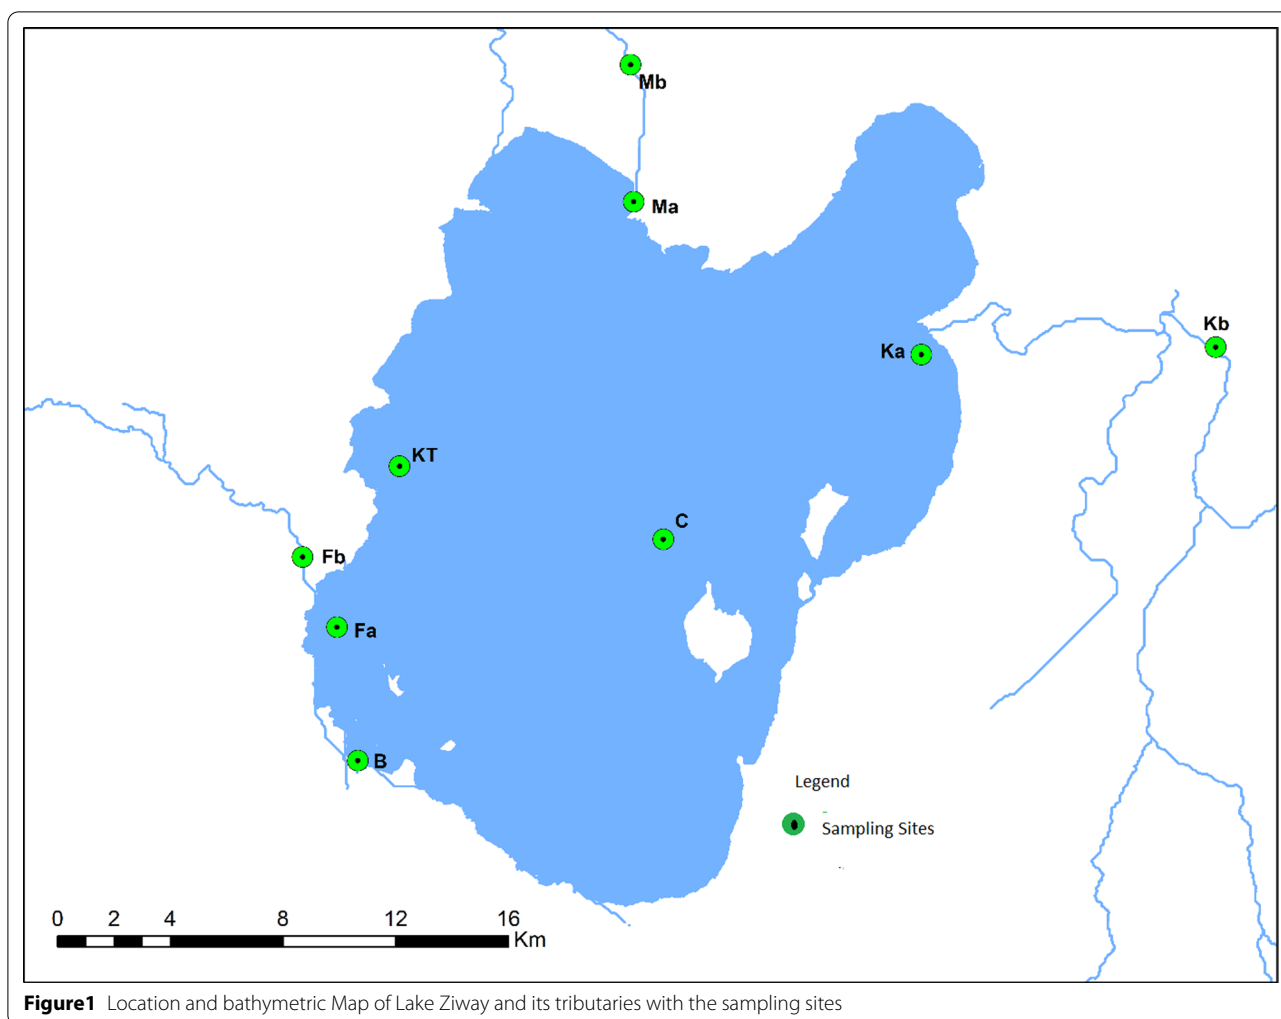 Mb
Ma
Kb
Ka
KT
C
Fb
Fa
B
Legend
Sampling Sites
0 2 4 8 12 16
Km
Figure1 Location and bathymetric Map of Lake Ziway and its tributaries with the sampling sites